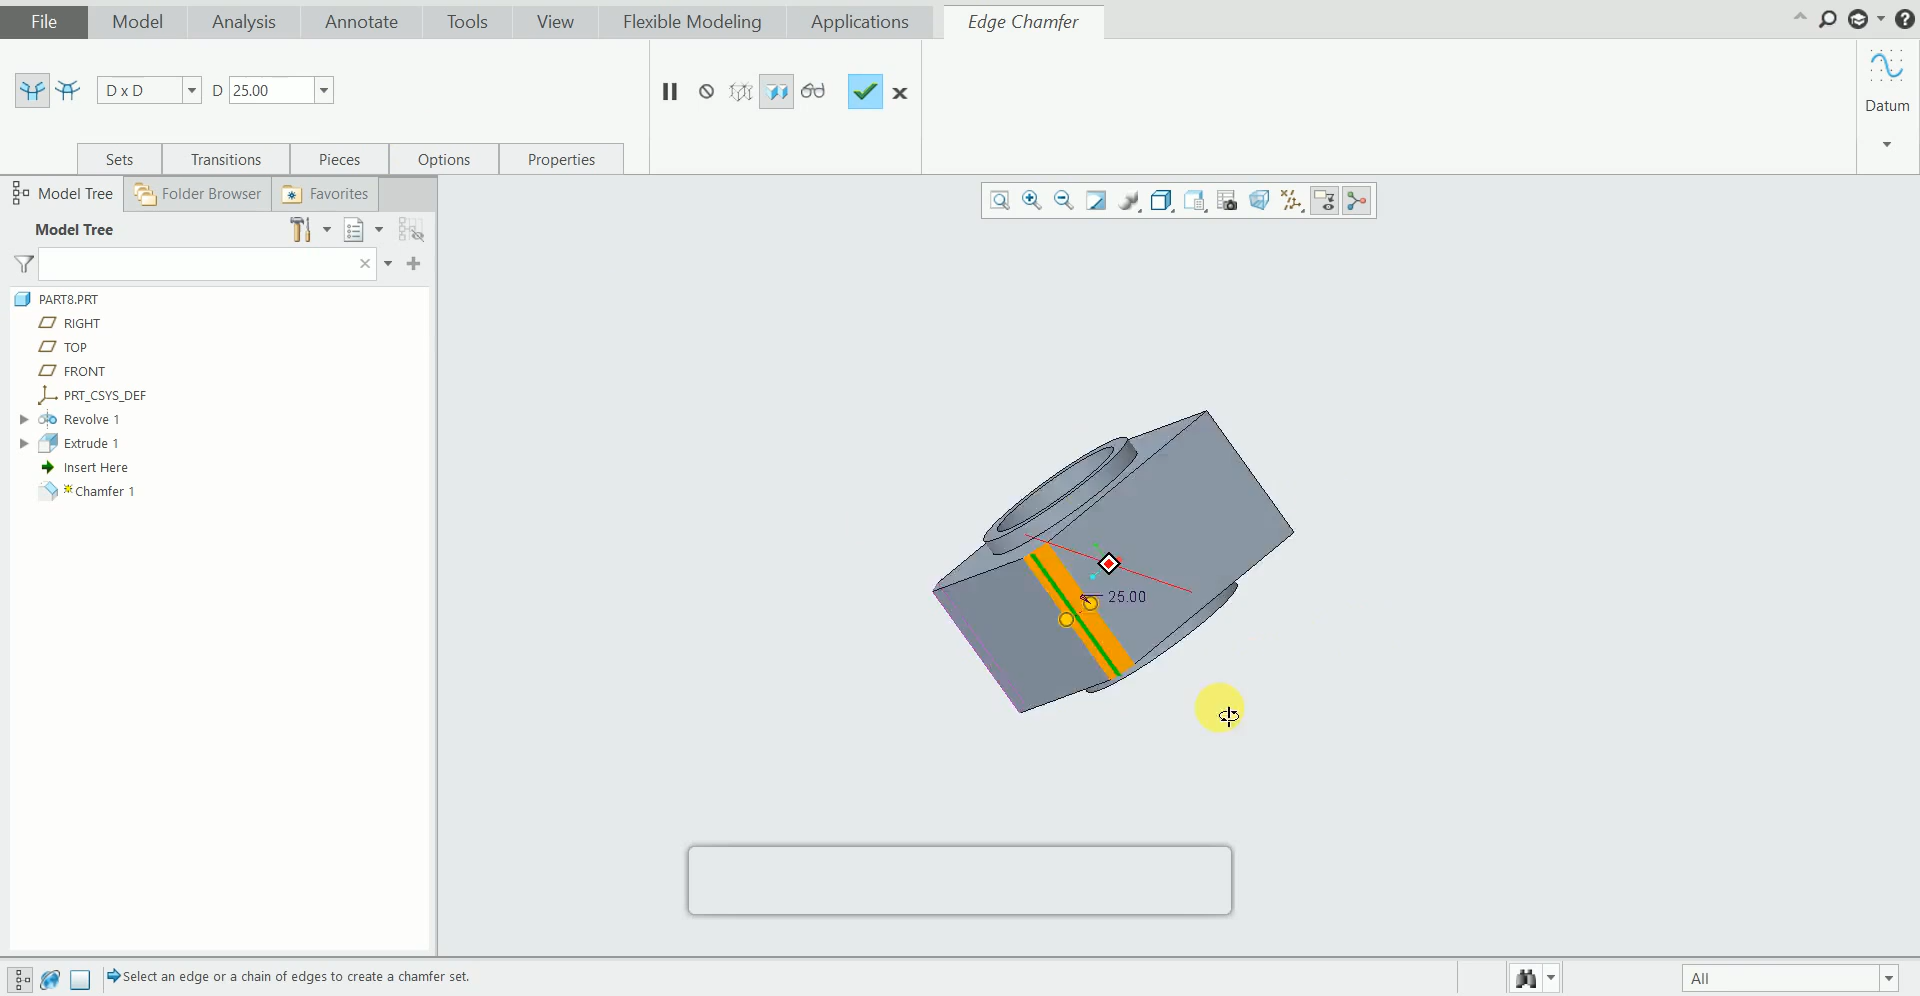 File Model Analysis Annotate Tools View Flexible Modeling Applications Edge Chamfer
D x D D 25.00
Datum
Sets Transitions Pieces Options Properties
Model Tree Folder Browser Favorites
Model Tree
PART8.PRT
RIGHT
TOP
FRONT
PRT_CSYS_DEF
Revolve 1
Extrude 1
Insert Here
Chamfer 1
25.00
Select an edge or a chain of edges to create a chamfer set.
All